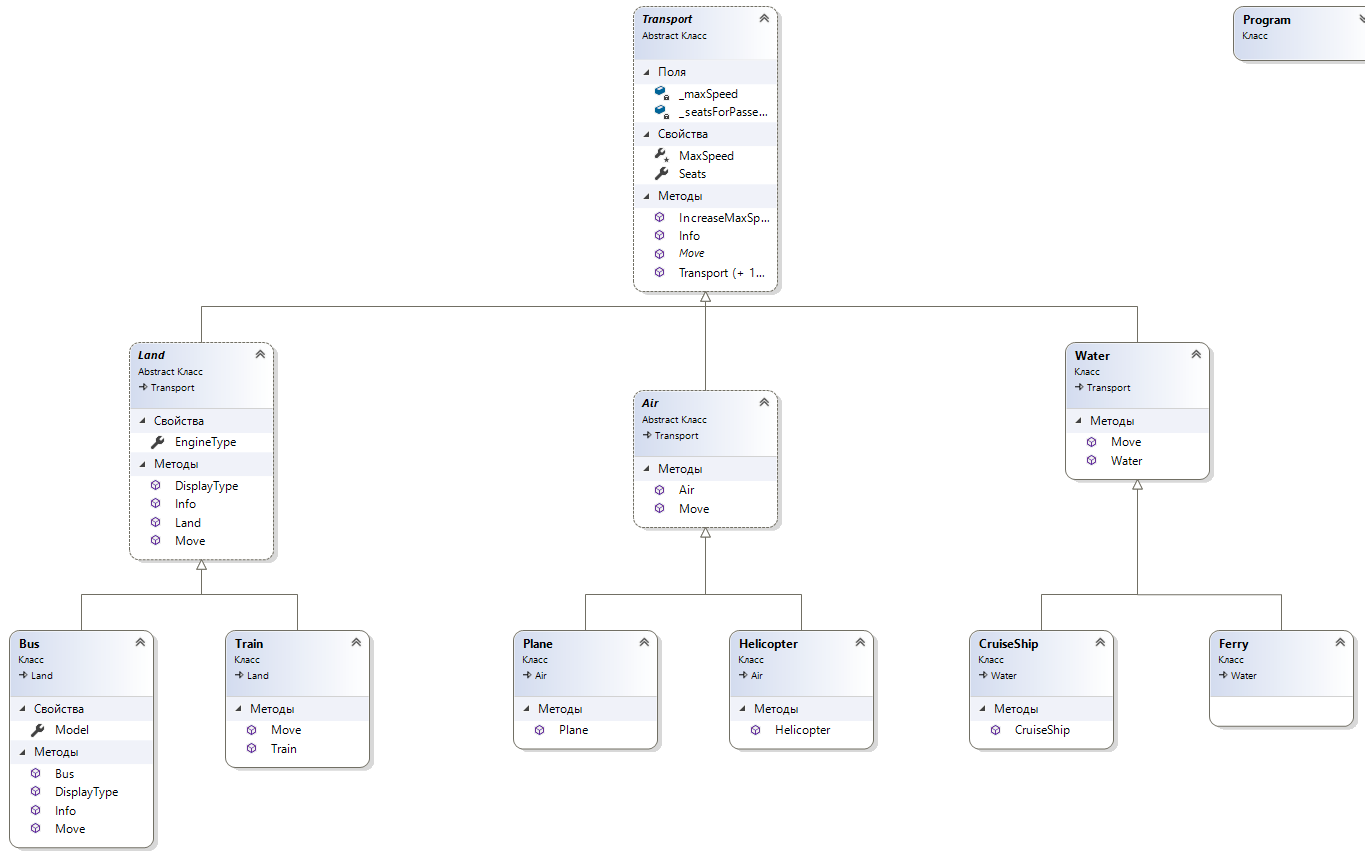 Transport
Abstract Класс
Поля
_maxSpeed
_seatsForPasse...
Свойства
MaxSpeed
Seats
Методы
IncreaseMaxSp...
Info
Move
Transport (+ 1...
Program
Класс
Land
Abstract Класс
Transport
Свойства
EngineType
Методы
DisplayType
Info
Land
Move
Air
Abstract Класс
Transport
Методы
Air
Move
Water
Класс
Transport
Методы
Move
Water
Bus
Класс
Land
Свойства
Model
Методы
Bus
DisplayType
Info
Move
Train
Класс
Land
Методы
Move
Train
Plane
Класс
Air
Методы
Plane
Helicopter
Класс
Air
Методы
Helicopter
CruiseShip
Класс
Water
Методы
CruiseShip
Ferry
Класс
Water